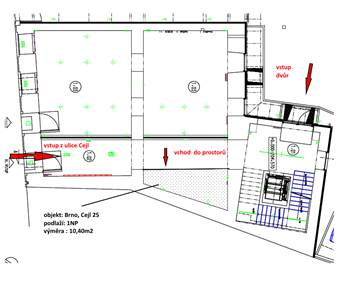 vstup
dvůr
vstup z ulice Cejl
vchod do prostorů
objekt: Brno, Cejl 25
podlaží: 1NP
výměra : 10,40m2